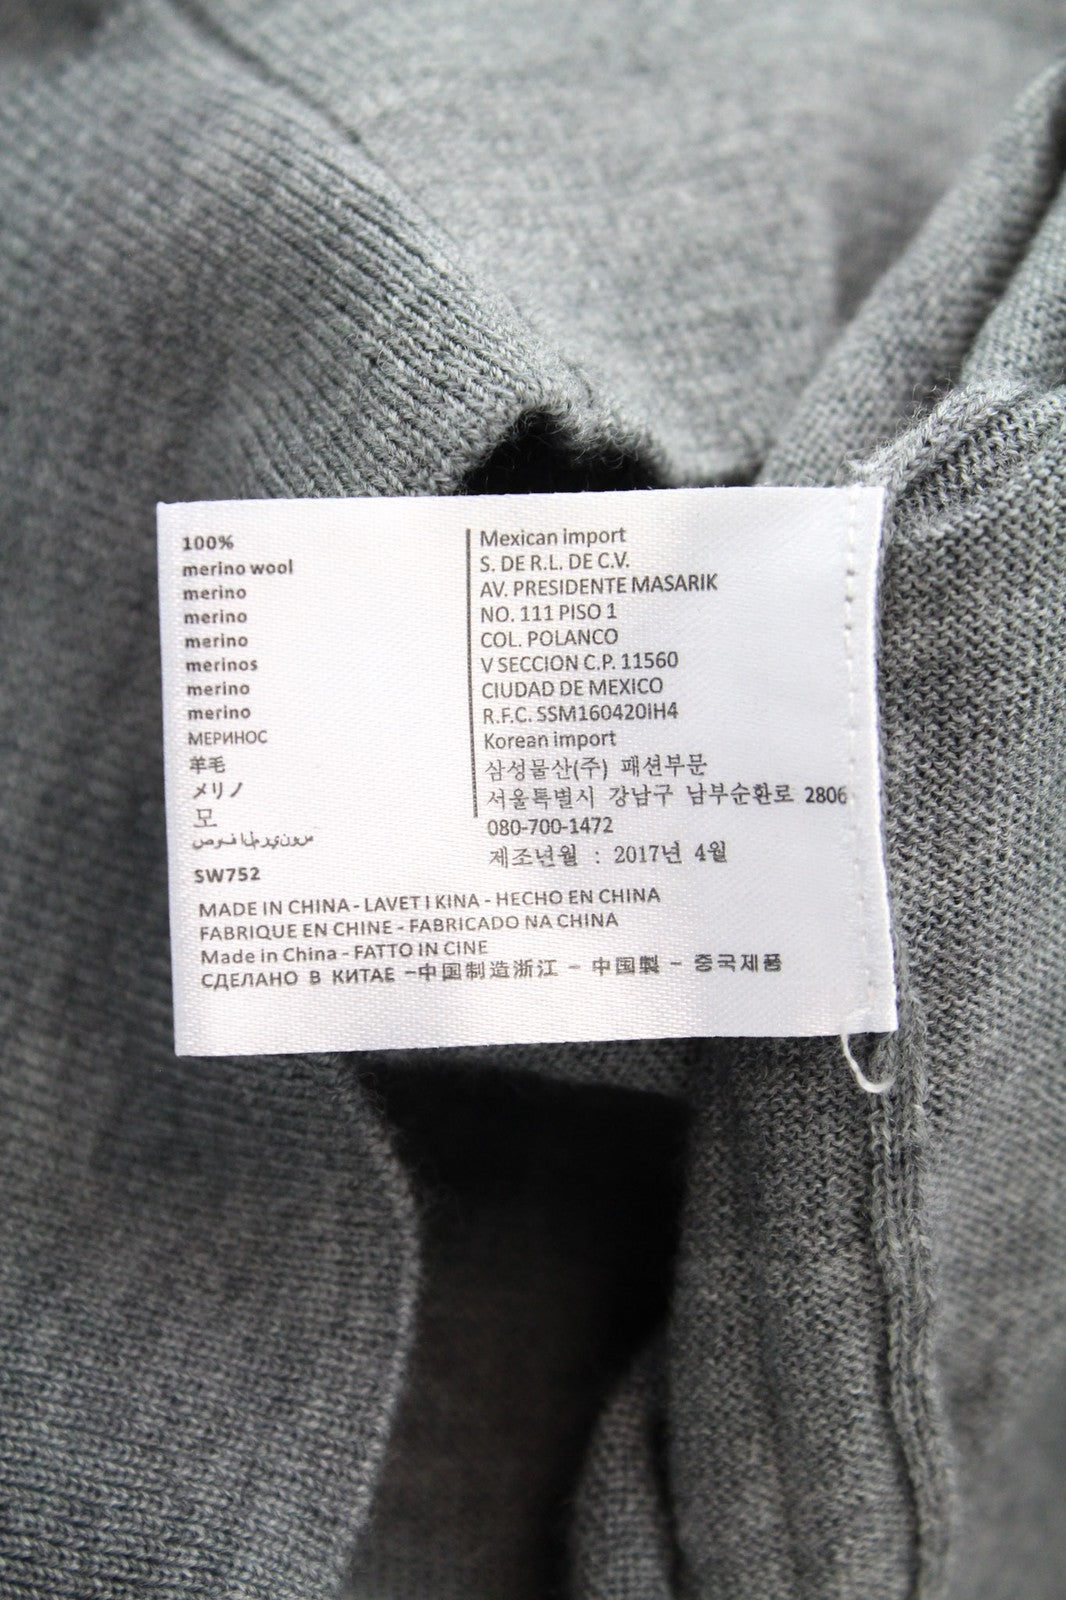 100%
merino wool
merino
merino
merino
merinos
merino
merino
МЕРИНОС
羊毛
メリノ
모
صوف المرينوس
SW752
Mexican import
S. DE R.L. DE C.V.
AV. PRESIDENTE MASARIK
NO. 111 PISO 1
COL. POLANCO
V SECCION C.P. 11560
CIUDAD DE MEXICO
R.F.C. SSM160420IH4
Korean import
삼성물산(주) 패션부문
서울특별시 강남구 남부순환로 2806
080-700-1472
제조년월 : 2017년 4월
MADE IN CHINA - LAVET I KINA - HECHO EN CHINA
FABRIQUE EN CHINE - FABRICADO NA CHINA
Made in China - FATTO IN CINE
СДЕЛАНО В КИТАЕ -中国制造浙江 - 中国製 - 중국제품